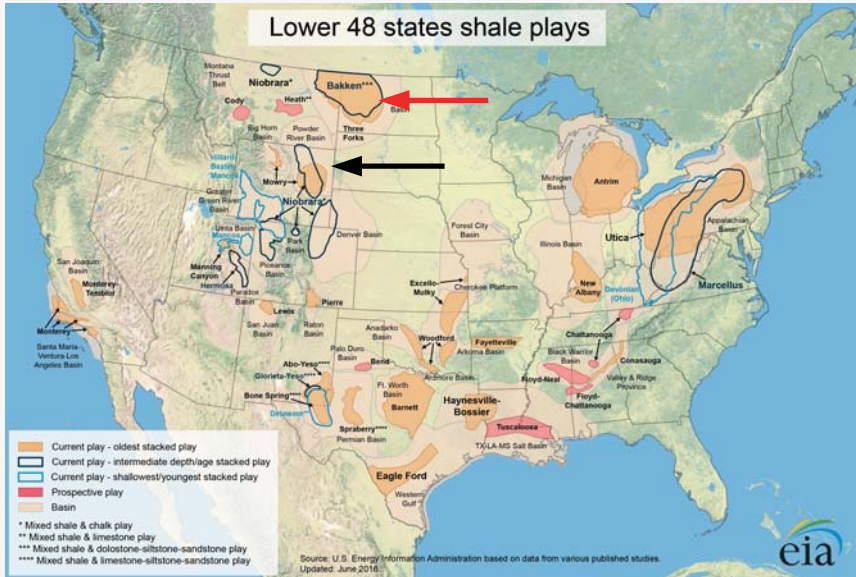 Lower 48 states shale plays
Montana
Thrust
Belt
Niobrara*
Bakken***
Cody
Heath**
Basin
Big Horn
Basin
Powder
River Basin
Three
Forks
Hilliard-
Baxter-
Mancos
Mowry
Greater
Green River
Basin
Niobrara*
Uinta Basin
Mancos
Park
Basin
Denver Basin
Manning
Canyon
Hermosa
Piceance
Basin
Paradox
Basin
San Joaquin
Basin
Monterey-
Temblor
Monterey
Santa Maria-
Ventura-Los
Angeles Basin
Lewis
San Juan
Basin
Raton
Basin
Pierre
Forest City
Basin
Excello-
Mulky
Cherokee Platform
Michigan
Basin
Antrim
Illinois Basin
New
Albany
Utica
Appalachian
Basin
Devonian
(Ohio)
Marcellus
Chattanooga
Black Warrior
Basin
Conasauga
Valley & Ridge
Province
Floyd-Neal
Floyd-
Chattanooga
Anadarko
Basin
Woodford
Fayetteville
Arkoma Basin
Ardmore Basin
Palo Duro
Basin
Bend
Abo-Yeso****
Glorieta-Yeso****
Bone Spring****
Delaware****
Ft. Worth
Basin
Barnett
Spraberry****
Permian Basin
Haynesville-
Bossier
Tuscaloosa
TX-LA-MS Salt Basin
Eagle Ford
Western
Gulf
Current play - oldest stacked play
Current play - intermediate depth/age stacked play
Current play - shallowest/youngest stacked play
Prospective play
Basin
* Mixed shale & chalk play
** Mixed shale & limestone play
*** Mixed shale & dolostone-siltstone-sandstone play
**** Mixed shale & limestone-siltstone-sandstone play
Source: U.S. Energy Information Administration based on data from various published studies.
Updated: June 2016.
eia